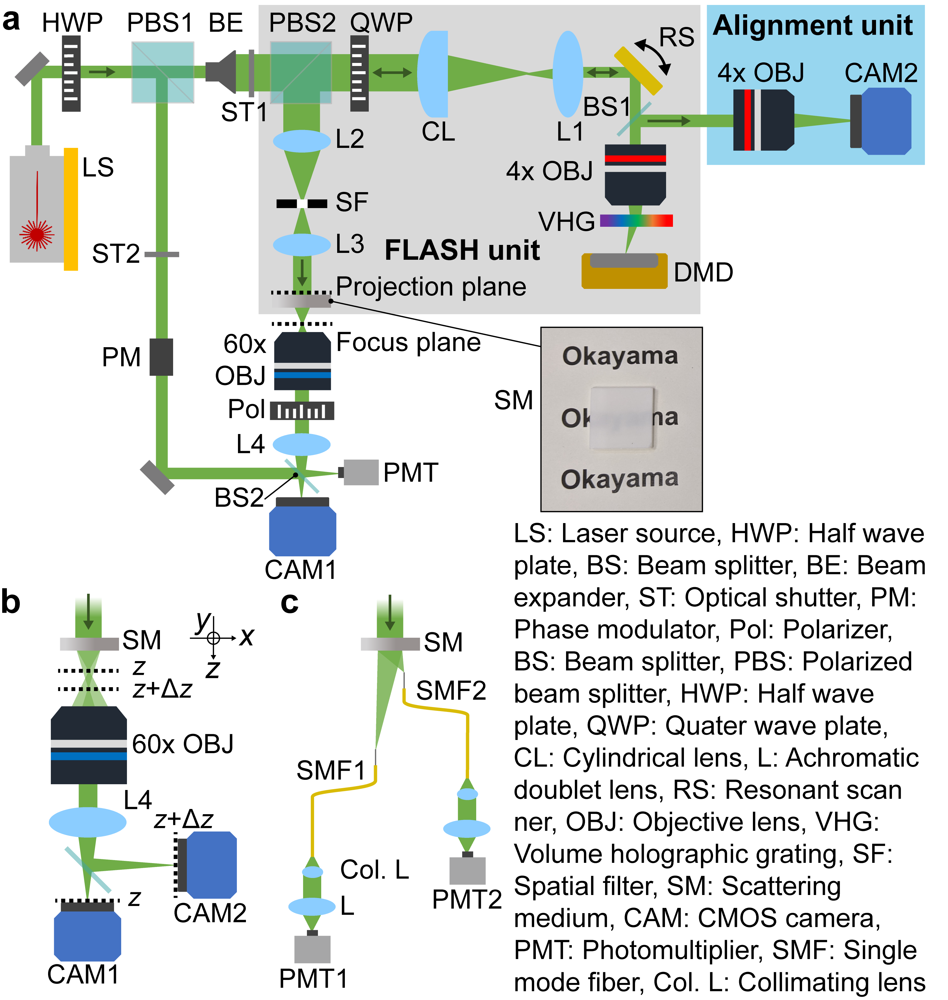 a
HWP
PBS1
BE
PBS2
QWP
RS
Alignment unit
4x OBJ
CAM2
ST1
L2
CL
L1
BS1
LS
4x OBJ
SF
VHG
ST2
L3
FLASH unit
DMD
Projection plane
60x
OBJ
Focus plane
PM
Okayama
SM
Okayama
Okayama
Pol
L4
PMT
BS2
CAM1
LS: Laser source, HWP: Half wave
plate, BS: Beam splitter, BE: Beam
expander, ST: Optical shutter, PM:
Phase modulator, Pol: Polarizer,
BS: Beam splitter, PBS: Polarized
beam splitter, HWP: Half wave
plate, QWP: Quater wave plate,
CL: Cylindrical lens, L: Achromatic
doublet lens, RS: Resonant scan
ner, OBJ: Objective lens, VHG:
Volume holographic grating, SF:
Spatial filter, SM: Scattering
medium, CAM: CMOS camera,
PMT: Photomultiplier, SMF: Single
mode fiber, Col. L: Collimating lens
b
SM
y
x
z
z
z+Δz
60x OBJ
L4
z+Δz
z
CAM2
CAM1
c
SM
SMF2
SMF1
Col. L
L
PMT2
PMT1